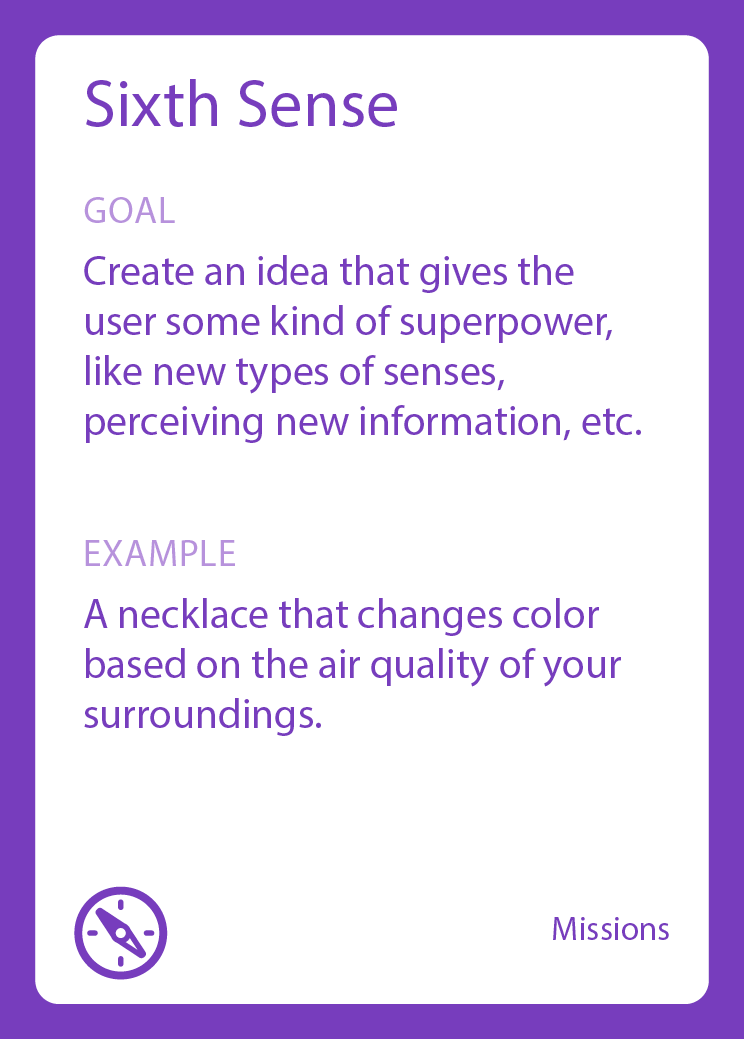 Sixth Sense
GOAL
Create an idea that gives the
user some kind of superpower,
like new types of senses,
perceiving new information, etc.
EXAMPLE
A necklace that changes color
based on the air quality of your
surroundings.
Missions